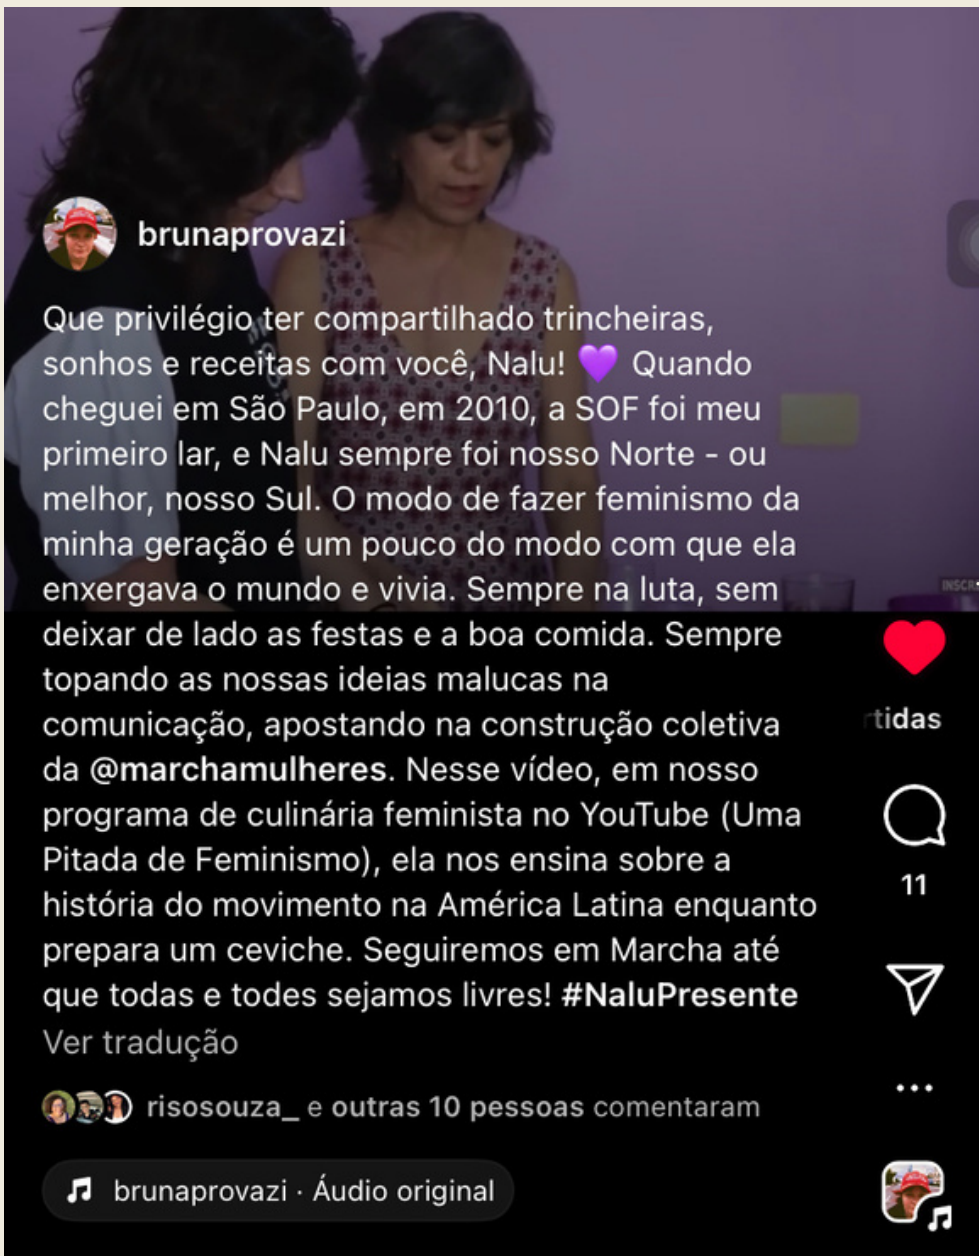 brunaprovazi
Que privilégio ter compartilhado trincheiras,
sonhos e receitas com você, Nalu! 💜 Quando
cheguei em São Paulo, em 2010, a SOF foi meu
primeiro lar, e Nalu sempre foi nosso Norte - ou
melhor, nosso Sul. O modo de fazer feminismo da
minha geração é um pouco do modo com que ela
enxergava o mundo e vivia. Sempre na luta, sem
deixar de lado as festas e a boa comida. Sempre
topando as nossas ideias malucas na
comunicação, apostando na construção coletiva
da @marchamulheres. Nesse vídeo, em nosso
programa de culinária feminista no YouTube (Uma
Pitada de Feminismo), ela nos ensina sobre a
história do movimento na América Latina enquanto
prepara um ceviche. Seguiremos em Marcha até
que todas e todes sejamos livres! #NaluPresente
Ver tradução
risosouza_ e outras 10 pessoas comentaram
brunaprovazi · Áudio original
INSCR
rtidas
11